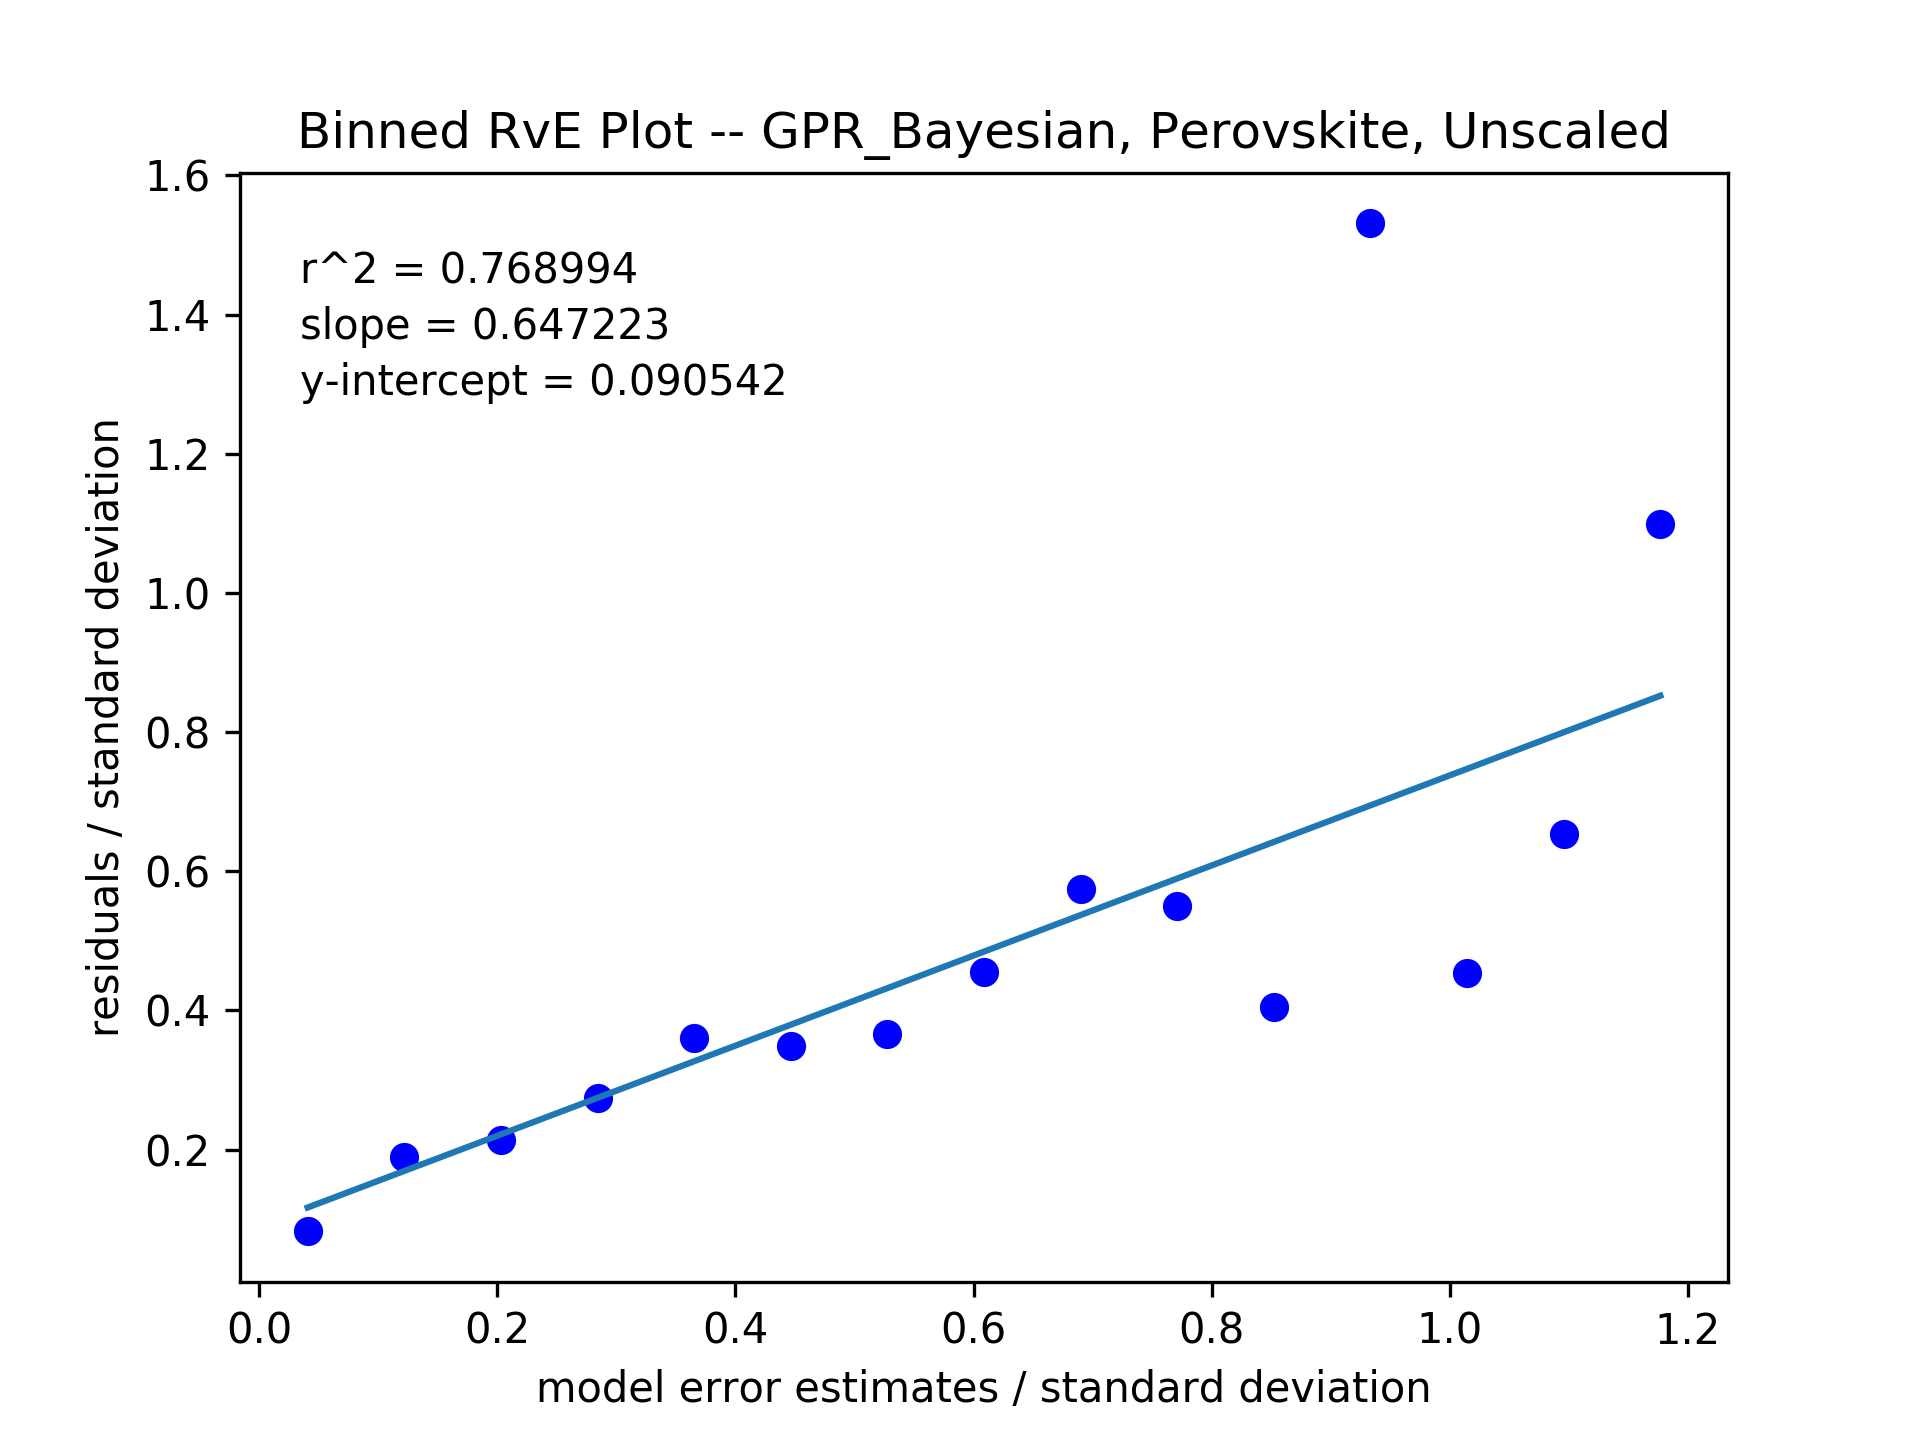 Binned RvE Plot -- GPR_Bayesian, Perovskite, Unscaled
r^2 = 0.768994
slope = 0.647223
y-intercept = 0.090542
residuals / standard deviation
1.6
1.4
1.2
1.0
0.8
0.6
0.4
0.2
0.0 0.2 0.4 0.6 0.8 1.0 1.2
model error estimates / standard deviation